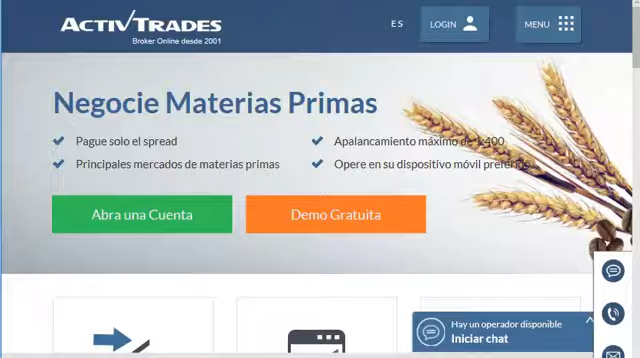 ACTIVTRADES
Broker Online desde 2001
ES
LOGIN
MENU
Negocie Materias Primas
Pague solo el spread
Apalancamiento máximo de 1:400
Principales mercados de materias primas
Opere en su dispositivo móvil preferido
Abra una Cuenta
Demo Gratuita
Hay un operador disponible
Iniciar chat